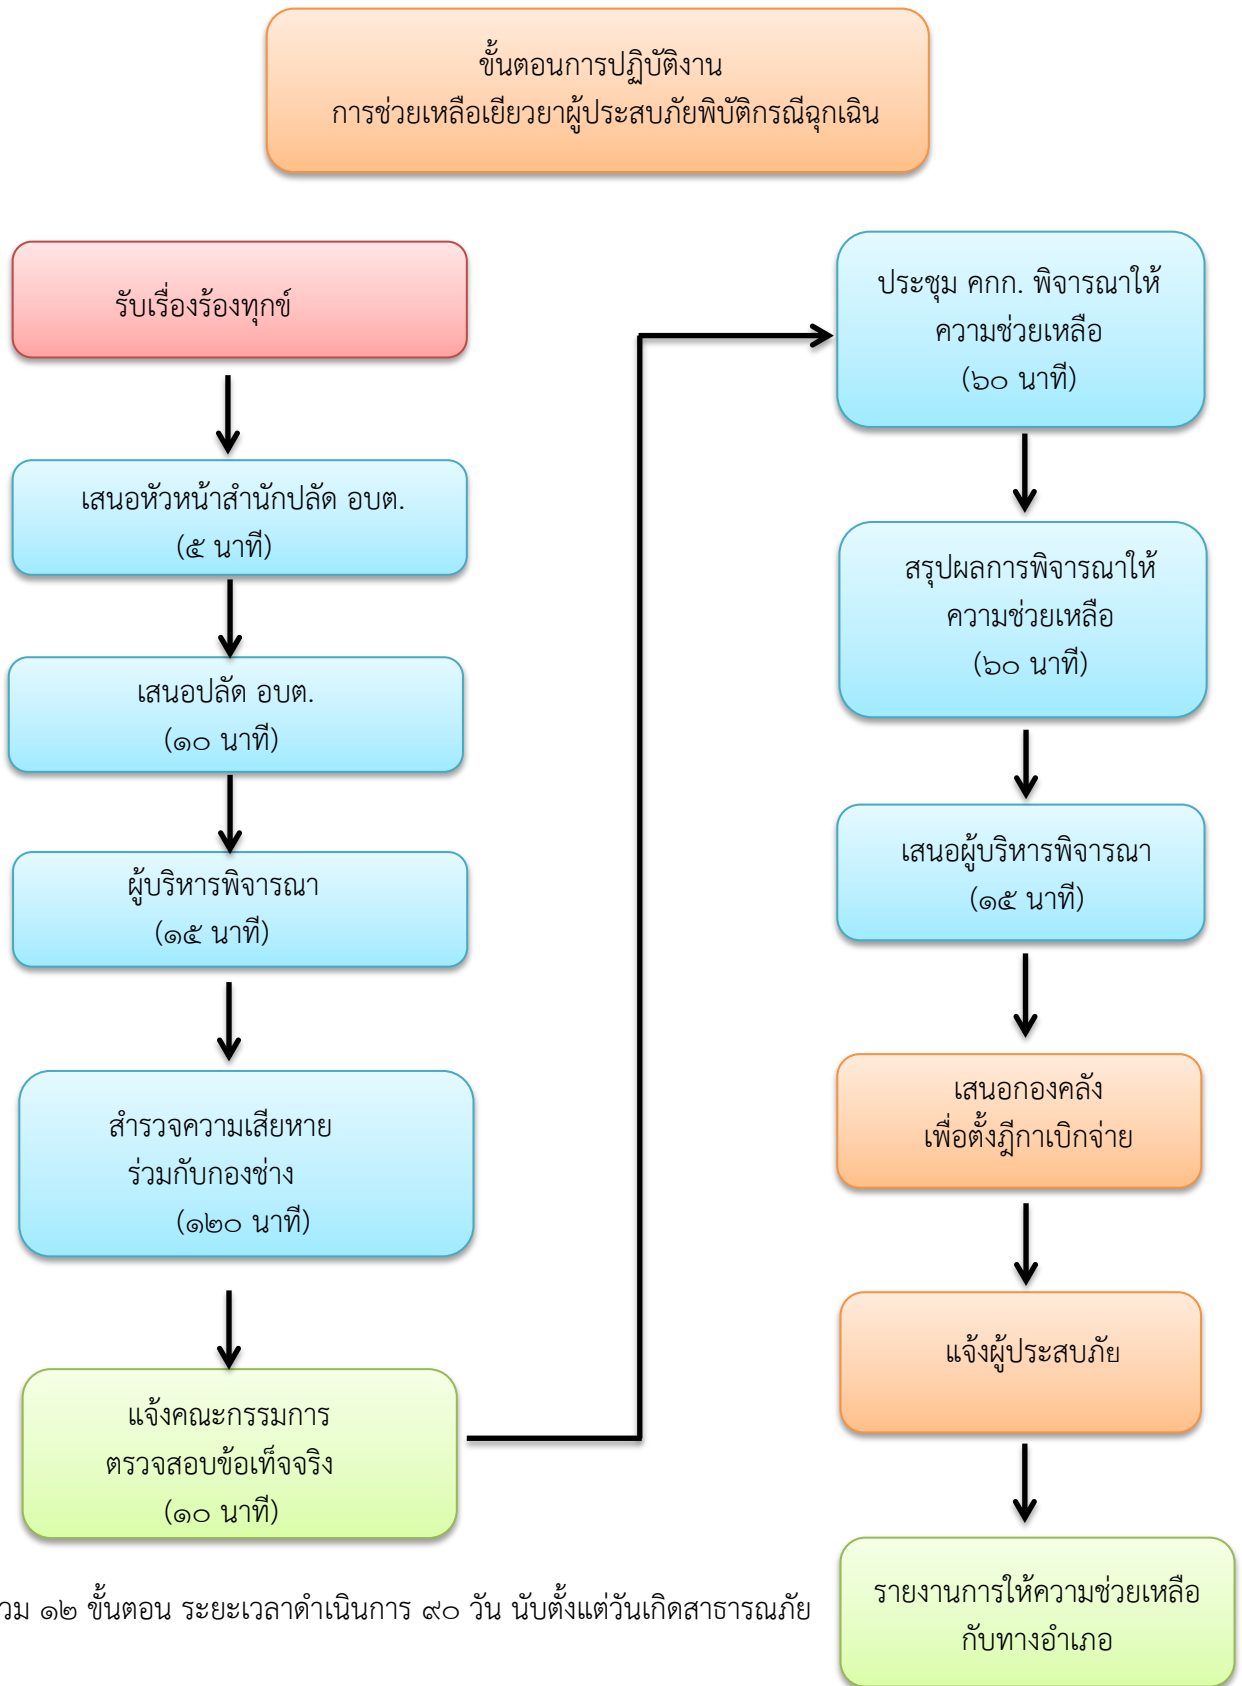 ขั้นตอนการปฏิบัติงาน
การช่วยเหลือเยียวยาผู้ประสบภัยพิบัติกรณีฉุกเฉิน
รับเรื่องร้องทุกข์
เสนอหัวหน้าสำนักปลัด อบต.
(๕ นาที)
เสนอปลัด อบต.
(๑๐ นาที)
ผู้บริหารพิจารณา
(๑๕ นาที)
สำรวจความเสียหาย
ร่วมกับกองช่าง
(๑๒๐ นาที)
แจ้งคณะกรรมการ
ตรวจสอบข้อเท็จจริง
(๑๐ นาที)
ประชุม คกก. พิจารณาให้
ความช่วยเหลือ
(๖๐ นาที)
สรุปผลการพิจารณาให้
ความช่วยเหลือ
(๖๐ นาที)
เสนอผู้บริหารพิจารณา
(๑๕ นาที)
เสนอกองคลัง
เพื่อตั้งฎีกาเบิกจ่าย
แจ้งผู้ประสบภัย
รายงานการให้ความช่วยเหลือ
กับทางอำเภอ
วม ๑๒ ขั้นตอน ระยะเวลาดำเนินการ ๙๐ วัน นับตั้งแต่วันเกิดสาธารณภัย